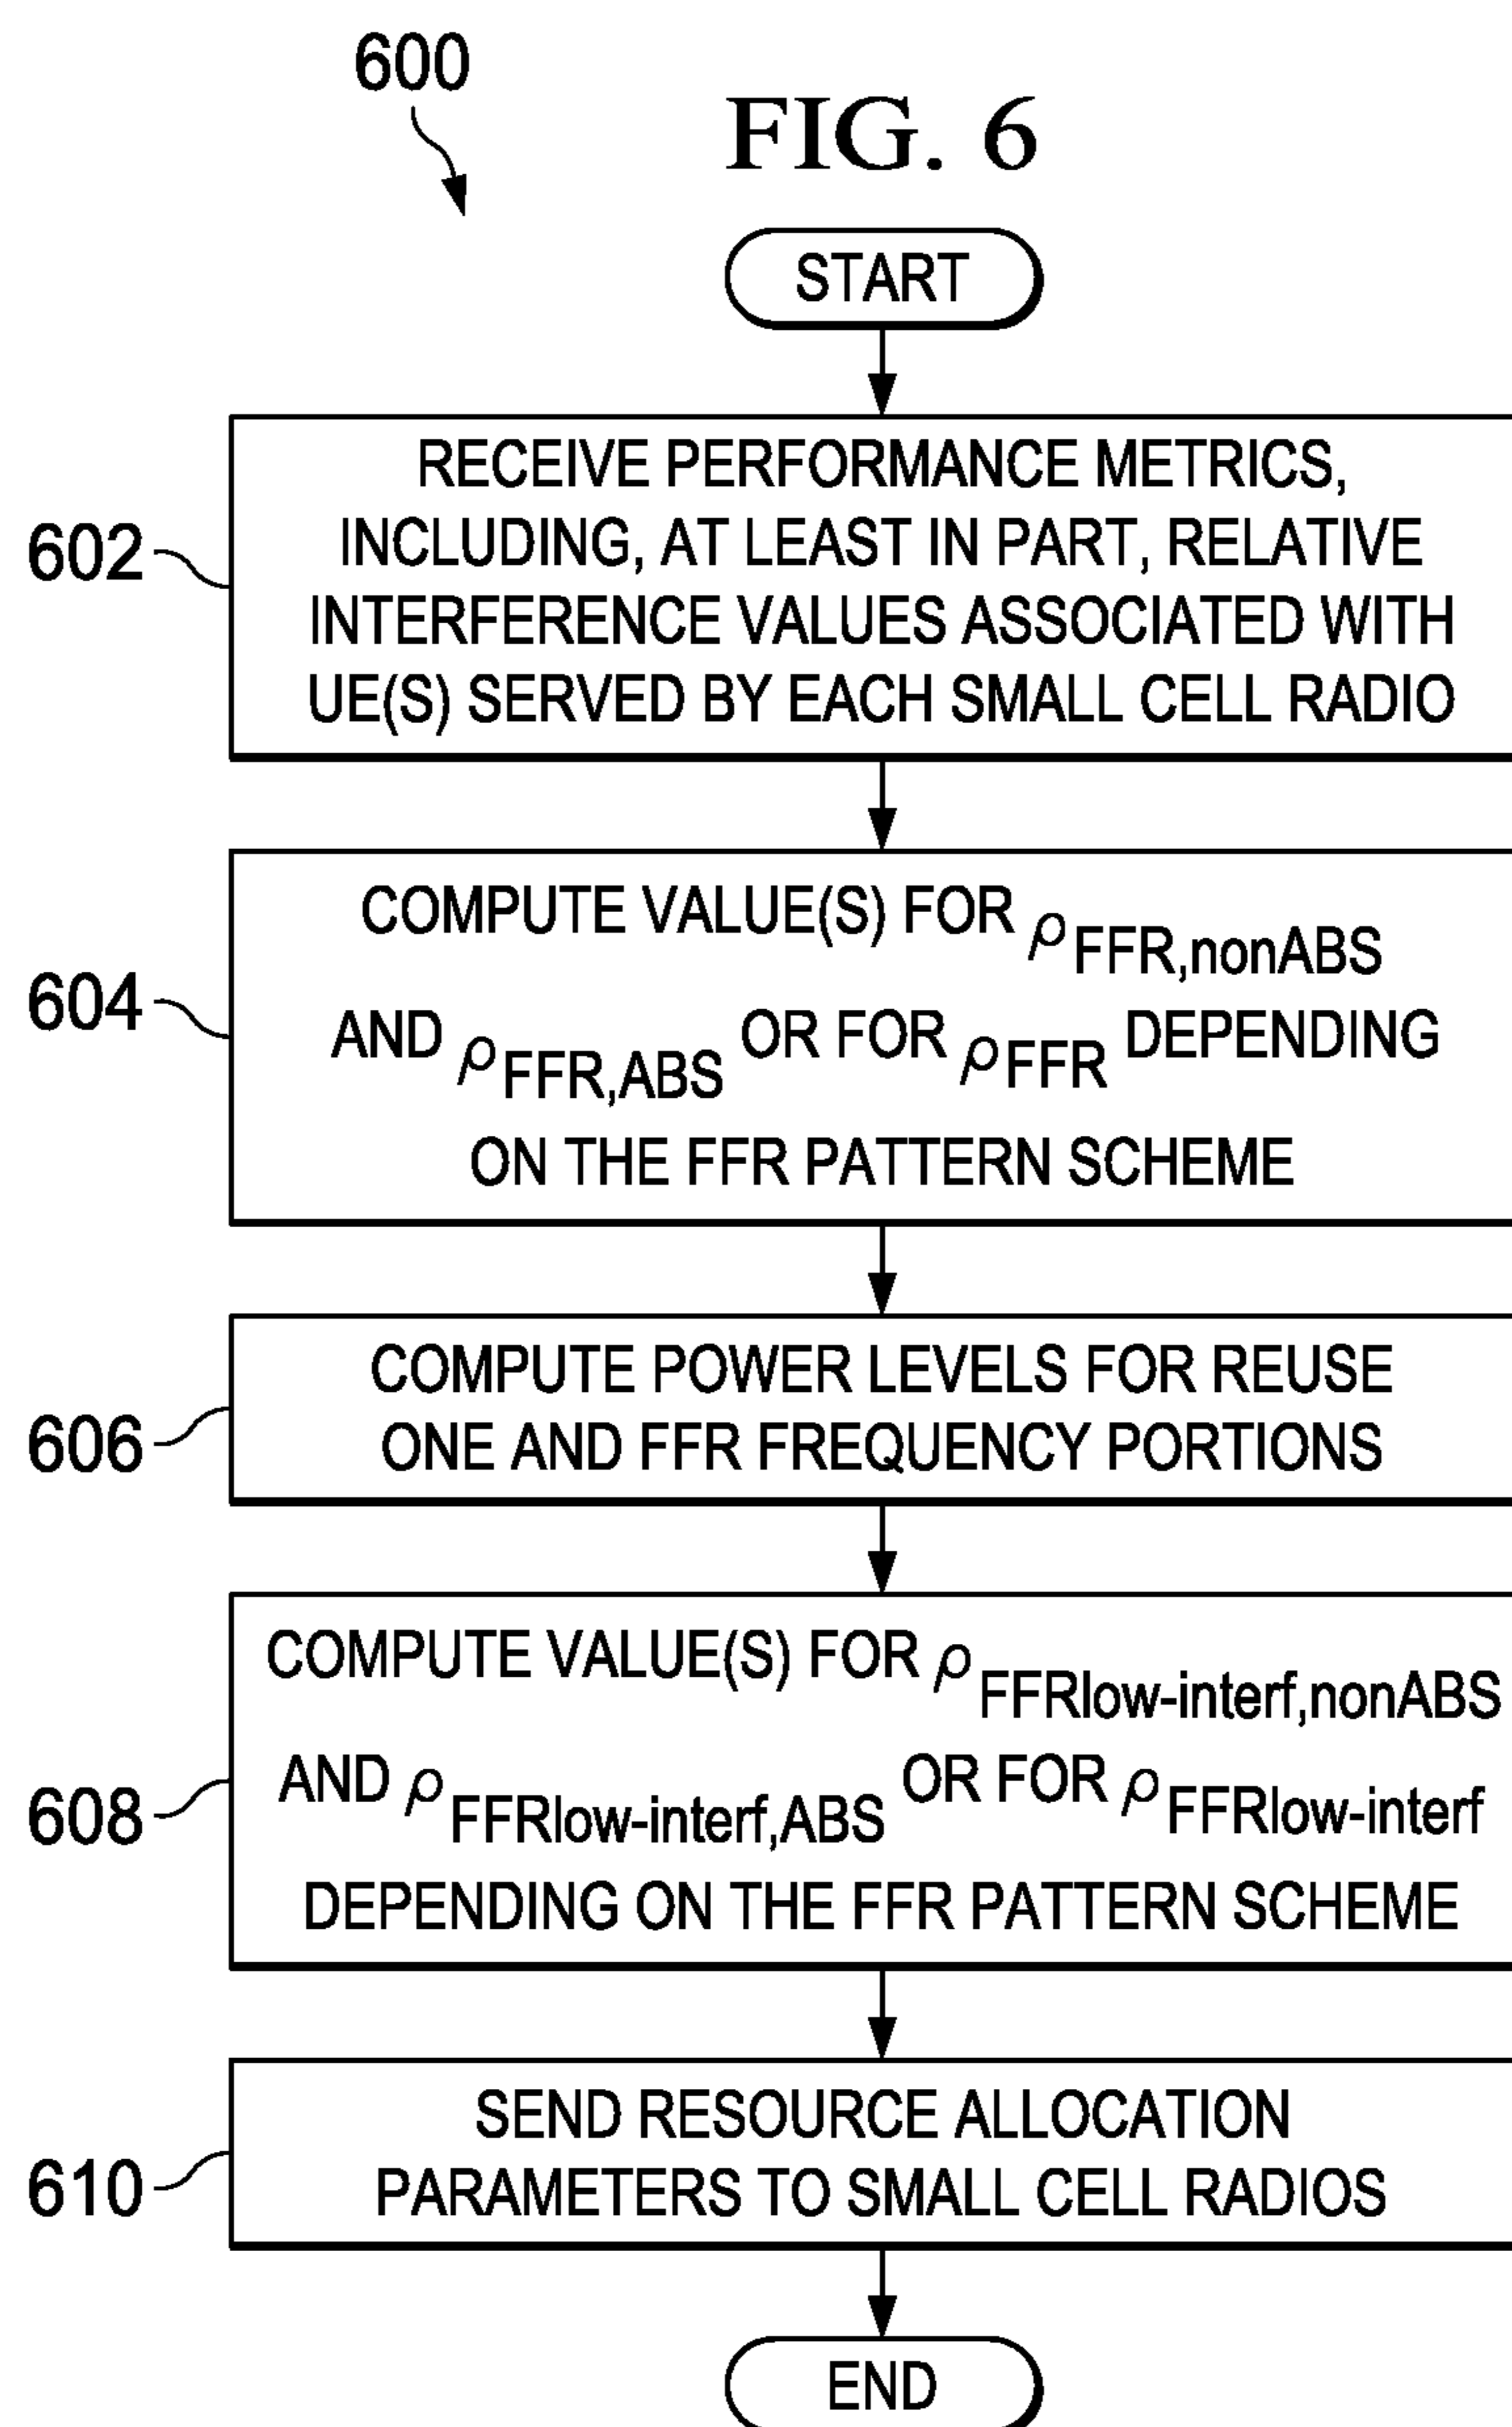 600
FIG. 6
START
602
RECEIVE PERFORMANCE METRICS,
INCLUDING, AT LEAST IN PART, RELATIVE
INTERFERENCE VALUES ASSOCIATED WITH
UE(S) SERVED BY EACH SMALL CELL RADIO
604
COMPUTE VALUE(S) FOR ρFFR,nonABS
AND ρFFR,ABS OR FOR ρFFR DEPENDING
ON THE FFR PATTERN SCHEME
606
COMPUTE POWER LEVELS FOR REUSE
ONE AND FFR FREQUENCY PORTIONS
608
COMPUTE VALUE(S) FOR ρFFRlow-interf,nonABS
AND ρFFRlow-interf,ABS OR FOR ρFFRlow-interf
DEPENDING ON THE FFR PATTERN SCHEME
610
SEND RESOURCE ALLOCATION
PARAMETERS TO SMALL CELL RADIOS
END